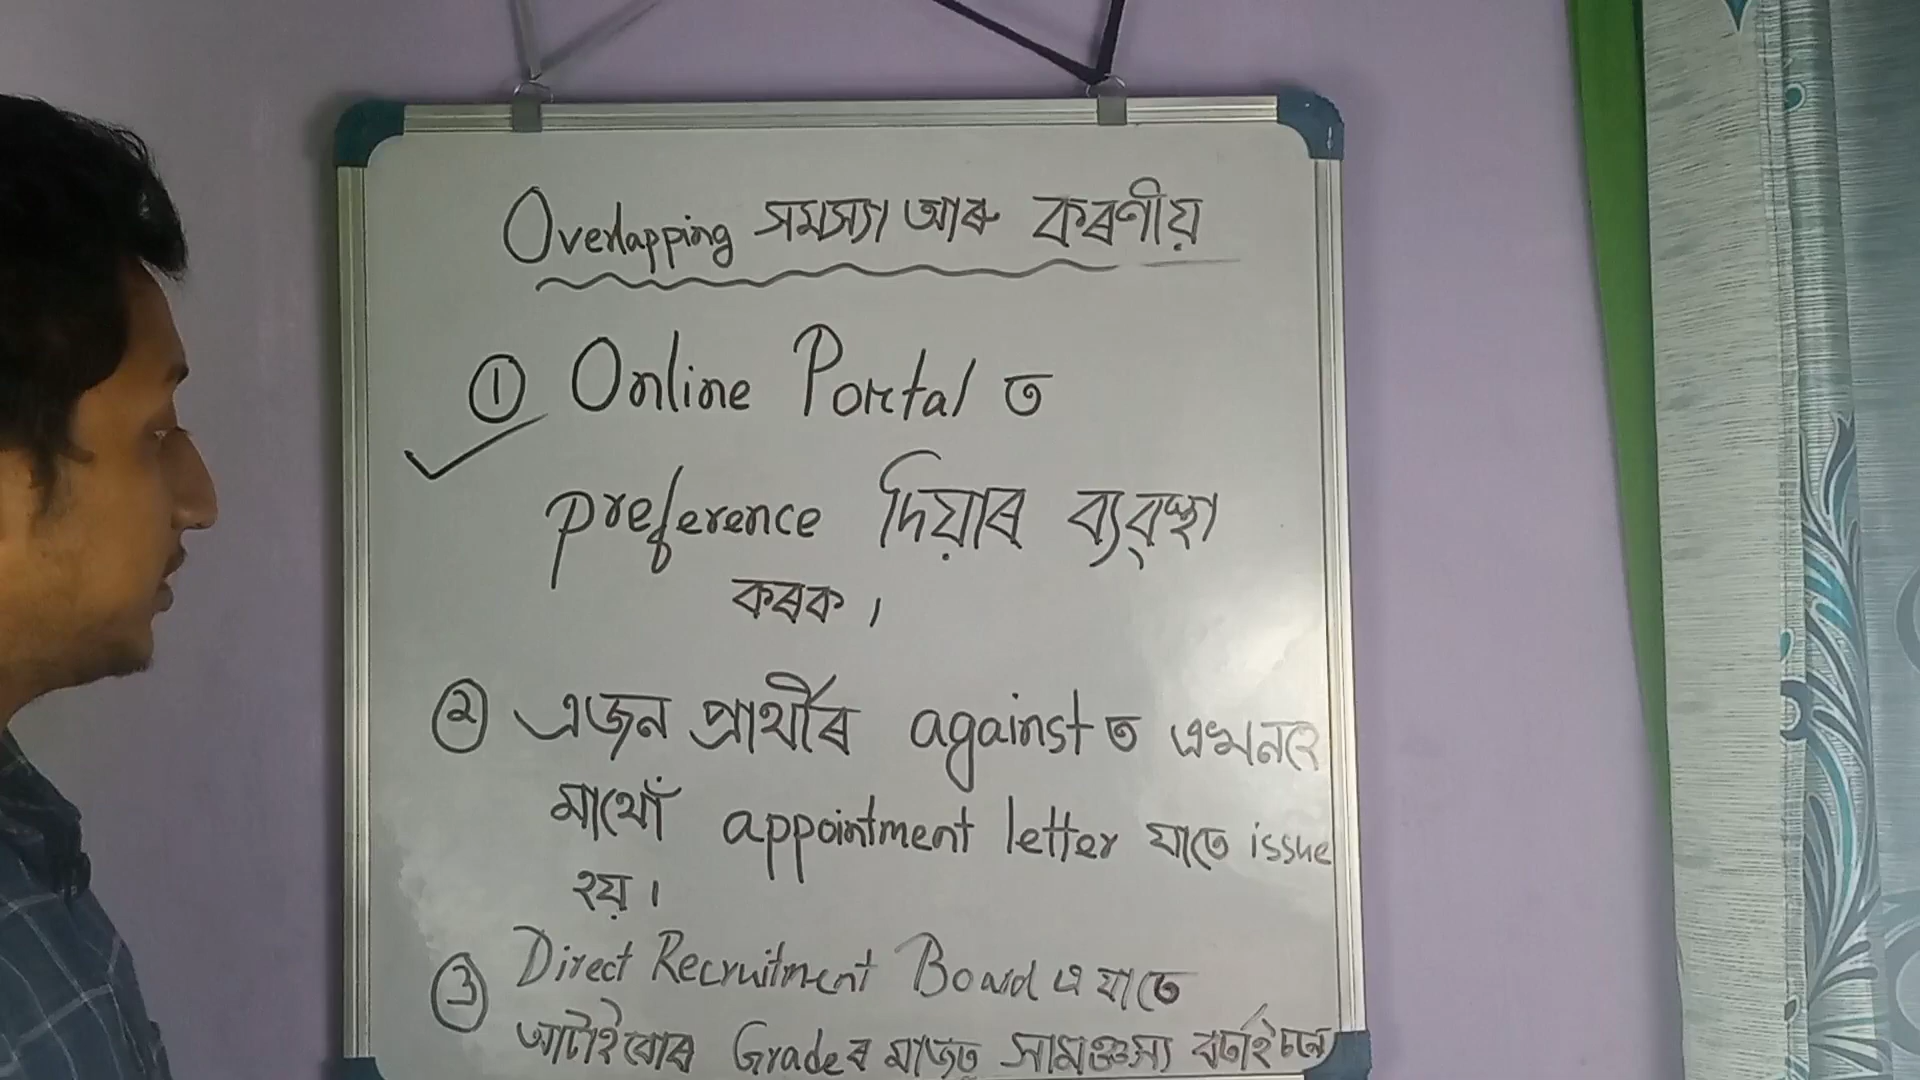 Overlapping সমস্যা আৰু কৰণীয়
① Online Portal ত
preference দিয়াৰ ব্যৱস্থা
কৰক।
② এজন প্ৰাৰ্থীৰ against ত এখনহে
মাথোঁ appointment letter যাতে issue
হয়।
③ Direct Recruitment Board এ যাতে
আটাইবোৰ Grade ৰ মাজত সামঞ্জস্য বৰ্তাই চলে